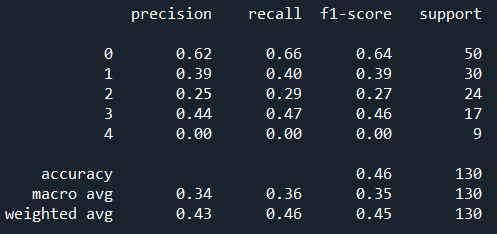 precision recall f1-score support
0 0.62 0.66 0.64 50
1 0.39 0.40 0.39 30
2 0.25 0.29 0.27 24
3 0.44 0.47 0.46 17
4 0.00 0.00 0.00 9
accuracy 0.46 130
macro avg 0.34 0.36 0.35 130
weighted avg 0.43 0.46 0.45 130